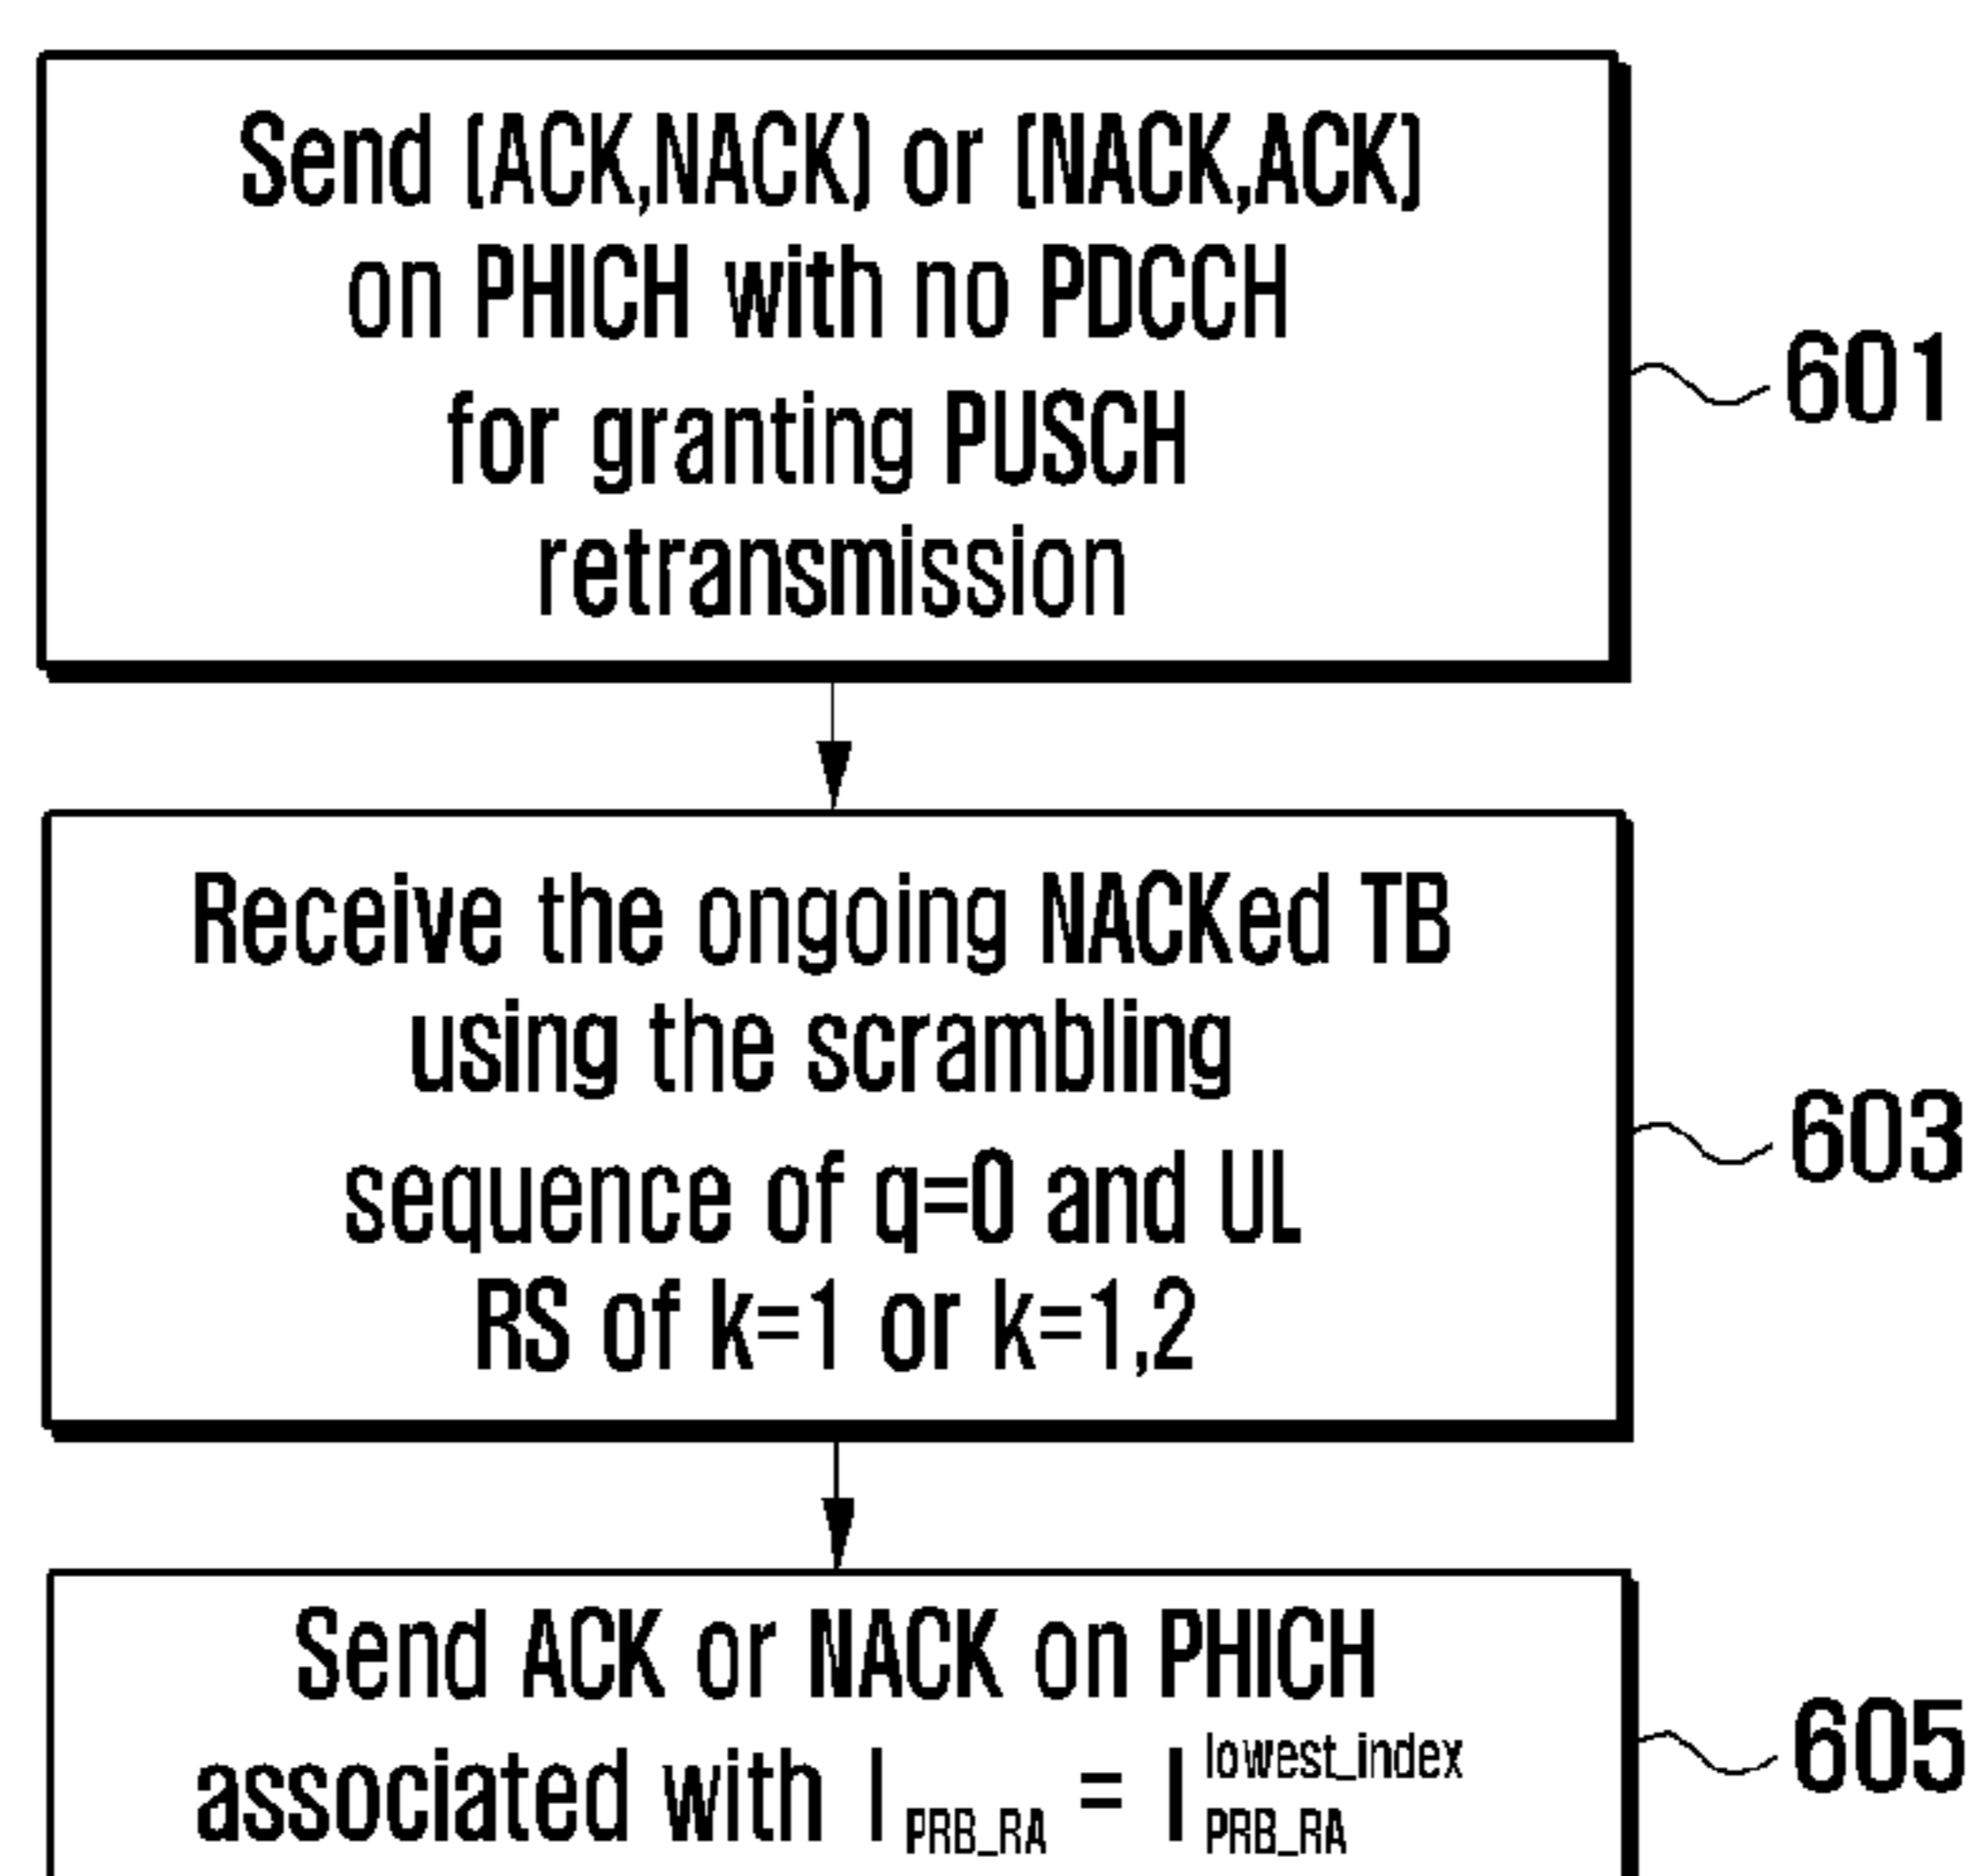 Send (ACK,NACK) or (NACK,ACK)
on PHICH with no PDCCH
for granting PUSCH
retransmission
601
Receive the ongoing NACKed TB
using the scrambling
sequence of q=0 and UL
RS of k=1 or k=1,2
603
Send ACK or NACK on PHICH
associated with I PRB_RA = I lowest_index PRB_RA
605